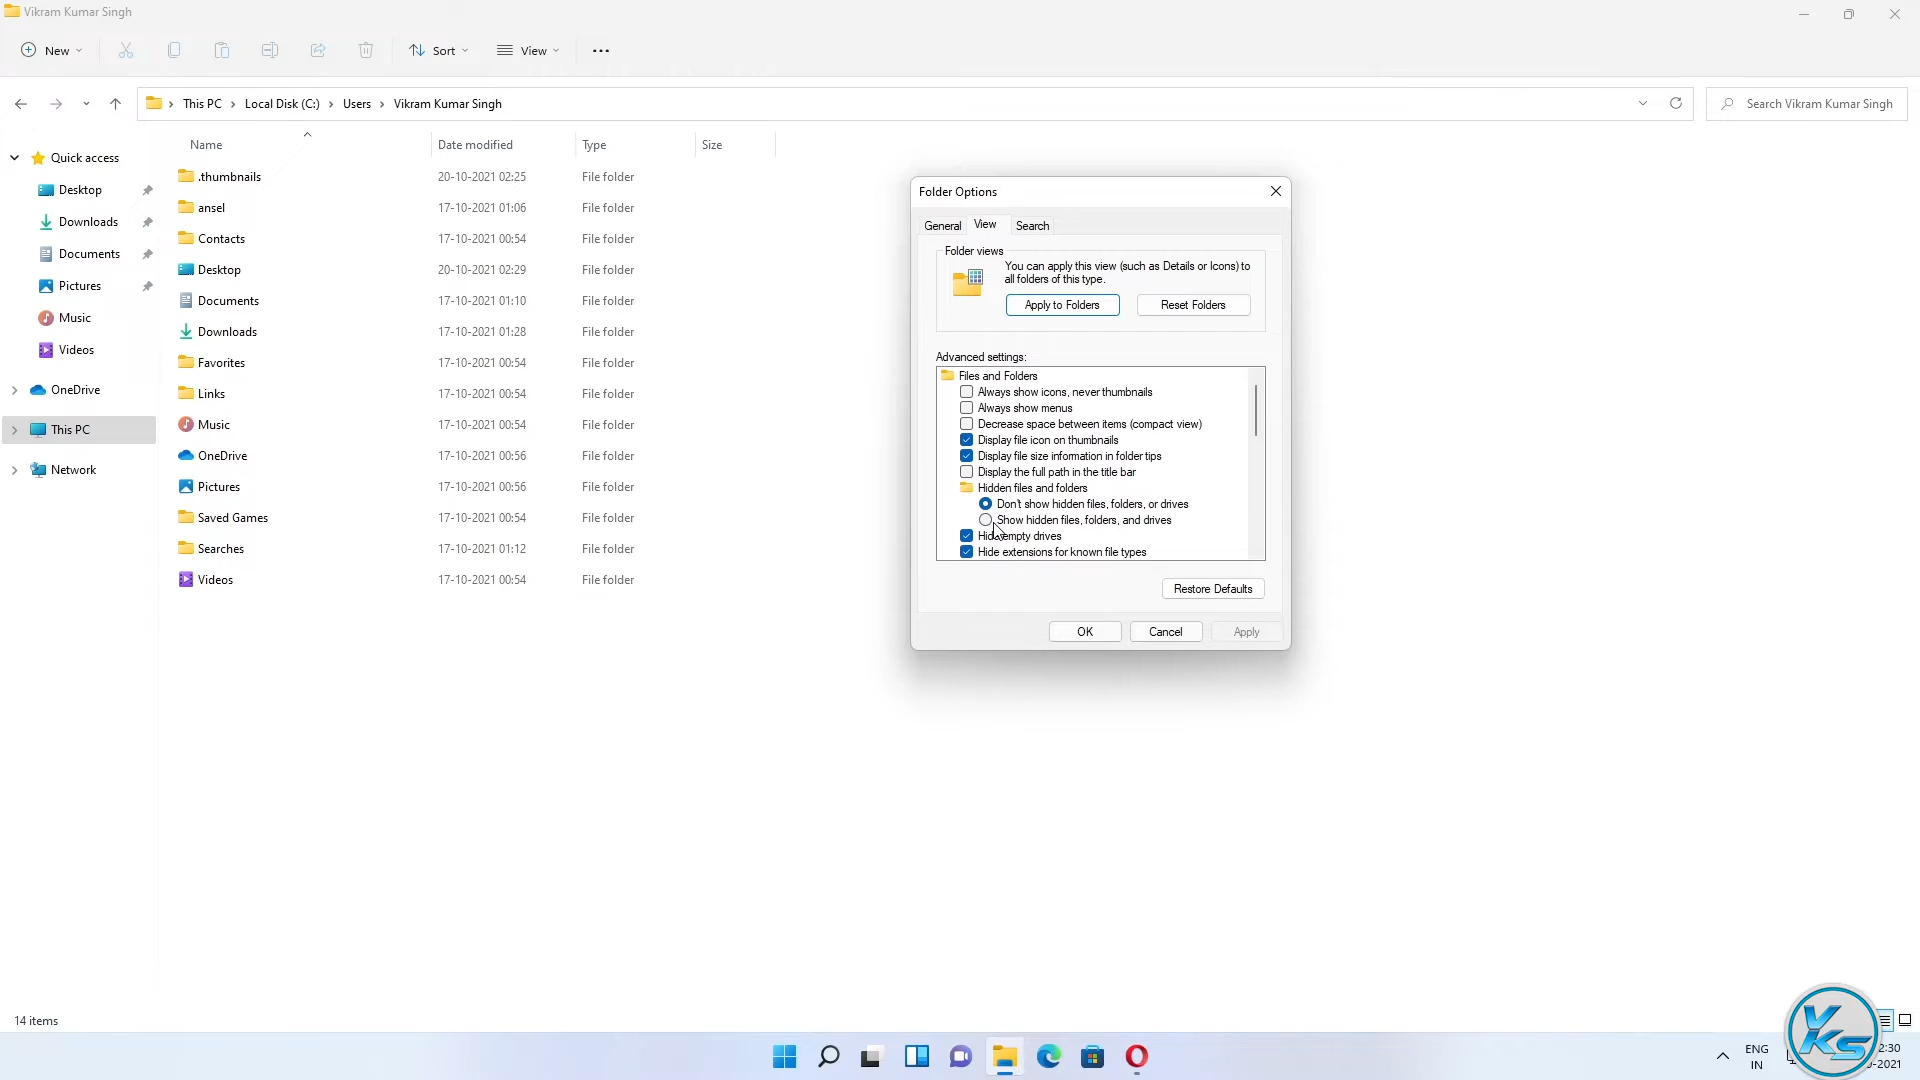 Vikram Kumar Singh
New
Sort
View
This PC > Local Disk (C:) > Users > Vikram Kumar Singh
Search Vikram Kumar Singh
Name Date modified Type Size
Quick access
Desktop
Downloads
Documents
Pictures
Music
Videos
OneDrive
This PC
Network
.thumbnails 20-10-2021 02:25 File folder
ansel 17-10-2021 01:06 File folder
Contacts 17-10-2021 00:54 File folder
Desktop 20-10-2021 02:29 File folder
Documents 17-10-2021 01:10 File folder
Downloads 17-10-2021 01:28 File folder
Favorites 17-10-2021 00:54 File folder
Links 17-10-2021 00:54 File folder
Music 17-10-2021 00:54 File folder
OneDrive 17-10-2021 00:56 File folder
Pictures 17-10-2021 00:56 File folder
Saved Games 17-10-2021 00:54 File folder
Searches 17-10-2021 01:12 File folder
Videos 17-10-2021 00:54 File folder
Folder Options
General View Search
Folder views
You can apply this view (such as Details or Icons) to
all folders of this type.
Apply to Folders Reset Folders
Advanced settings:
Files and Folders
Always show icons, never thumbnails
Always show menus
Decrease space between items (compact view)
Display file icon on thumbnails
Display file size information in folder tips
Display the full path in the title bar
Hidden files and folders
Don't show hidden files, folders, or drives
Show hidden files, folders, and drives
Hide empty drives
Hide extensions for known file types
Restore Defaults
OK Cancel Apply
14 items
ENG
IN
2:30
-2021
VKS